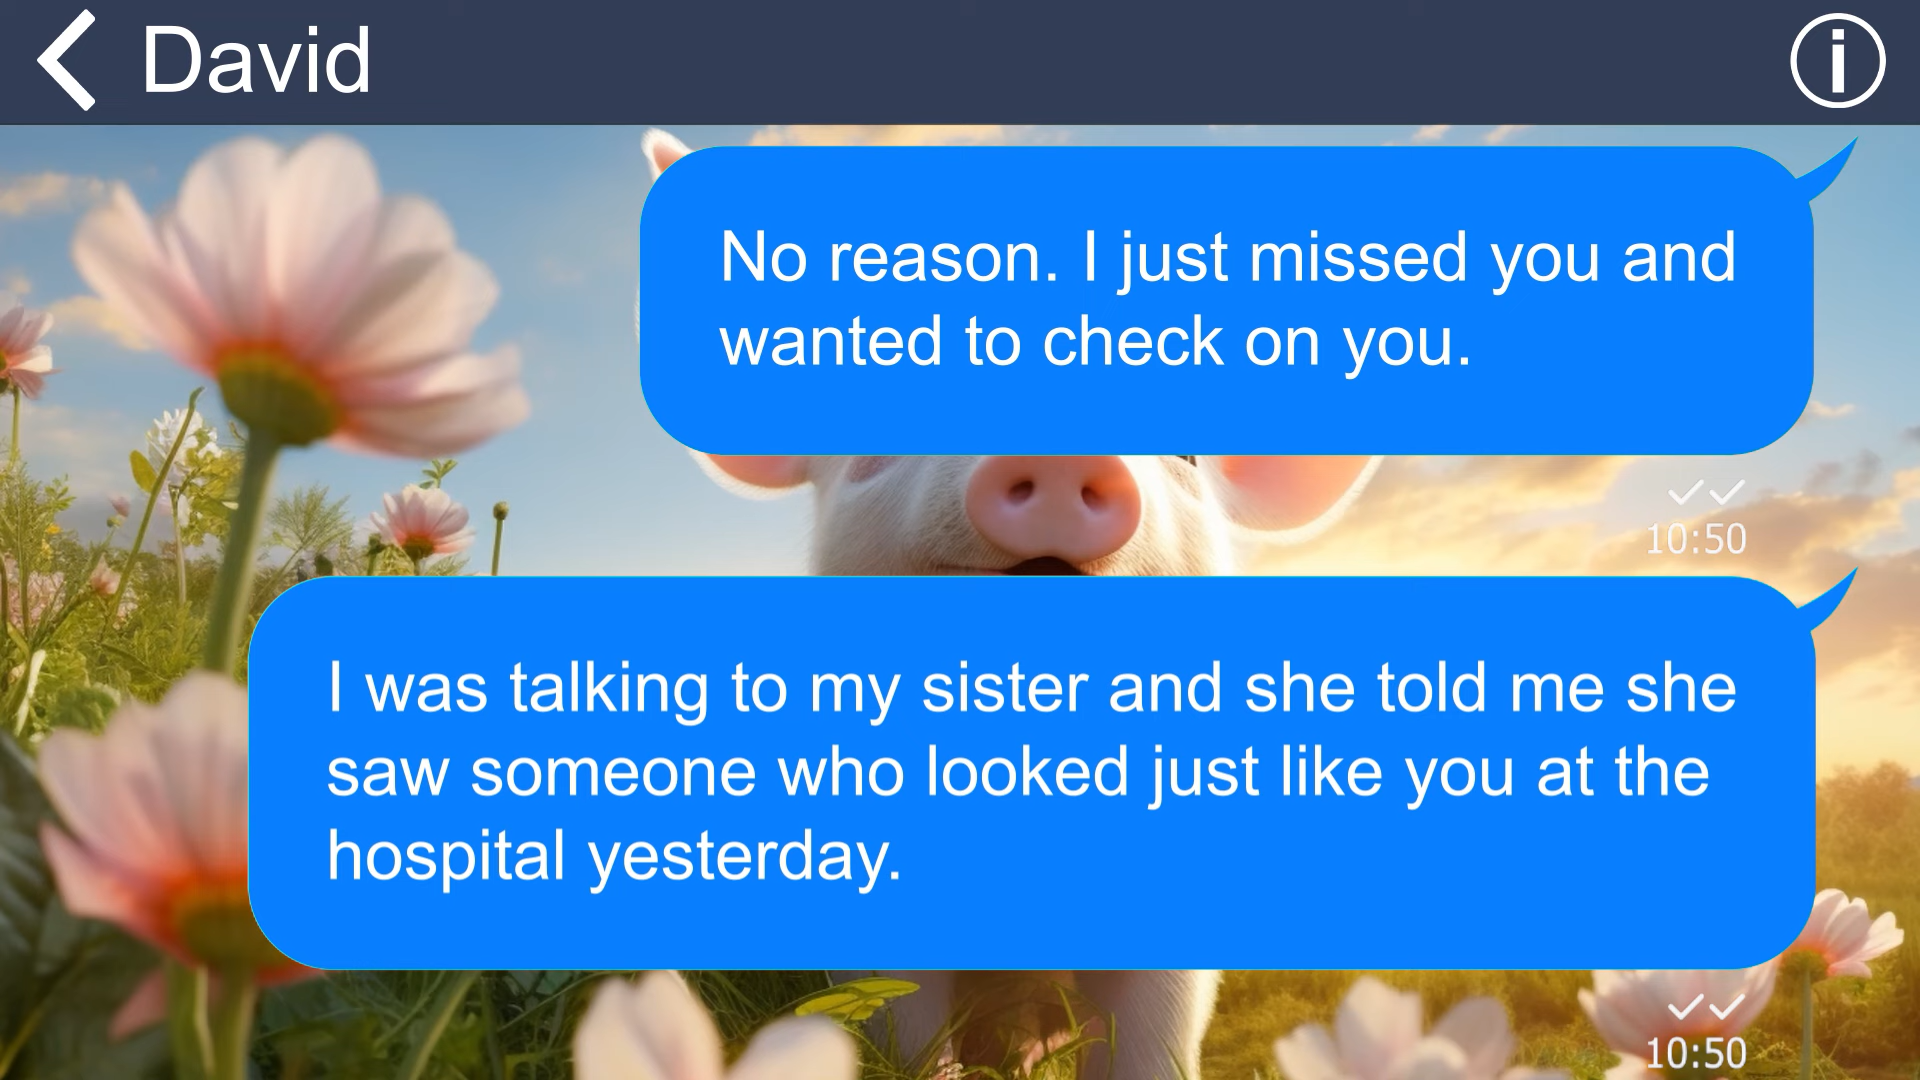 David
No reason. I just missed you and
wanted to check on you.
10:50
I was talking to my sister and she told me she
saw someone who looked just like you at the
hospital yesterday.
10:50